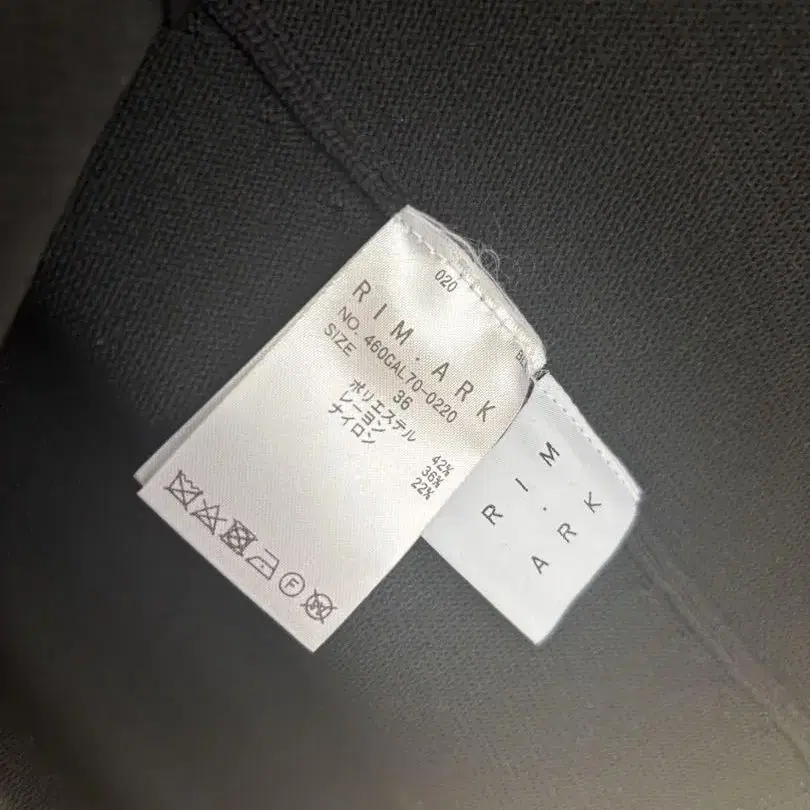 020
RIM.ARK
NO. 460GAL70-0220
SIZE 36
ポリエステル 42%
レーヨン 36%
ナイロン 22%
F
W
RIM
.
ARK